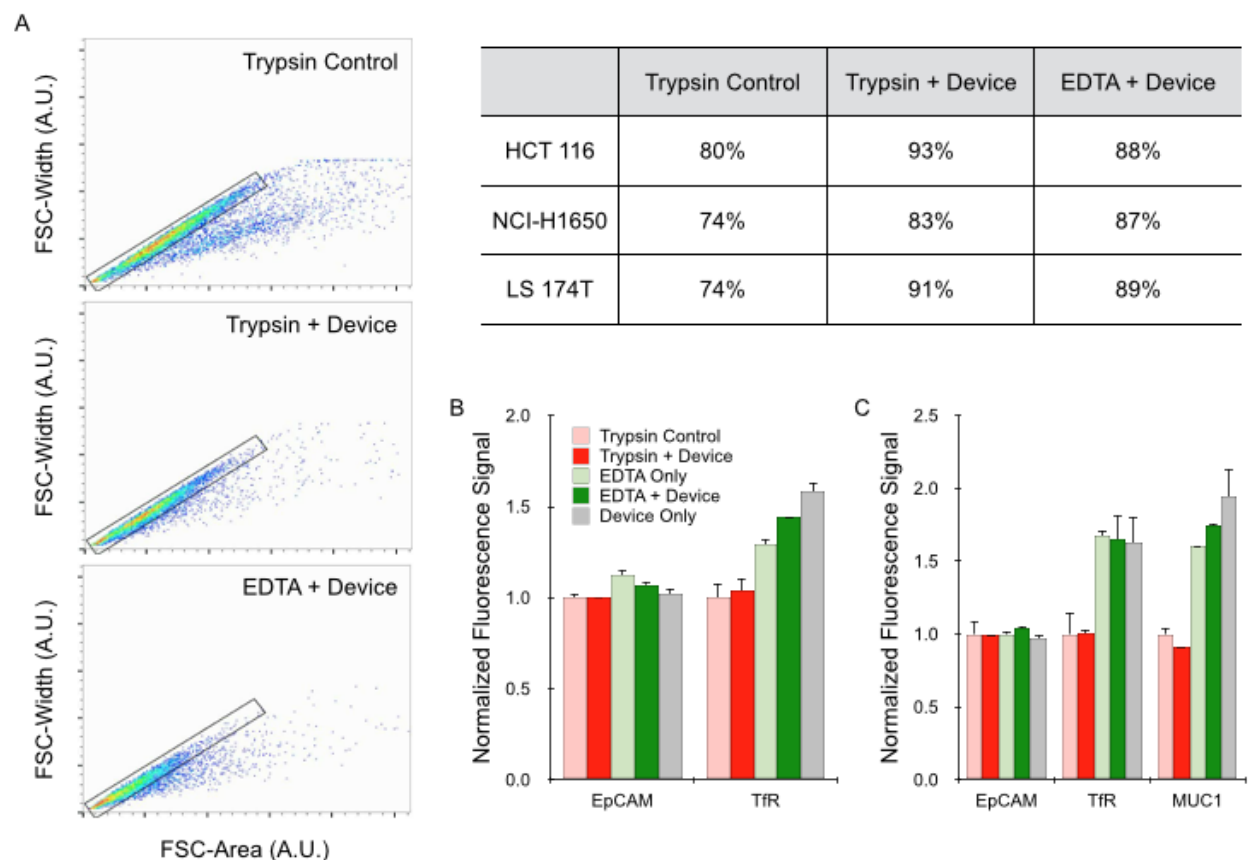 A
Trypsin Control
FSC-Width (A.U.)
Trypsin + Device
FSC-Width (A.U.)
EDTA + Device
FSC-Width (A.U.)
FSC-Area (A.U.)
Trypsin Control Trypsin + Device EDTA + Device
HCT 116 80% 93% 88%
NCI-H1650 74% 83% 87%
LS 174T 74% 91% 89%
B
Normalized Fluorescence Signal
2.0
1.5
1.0
0.5
0.0
Trypsin Control
Trypsin + Device
EDTA Only
EDTA + Device
Device Only
EpCAM TfR
C
Normalized Fluorescence Signal
2.5
2.0
1.5
1.0
0.5
0.0
EpCAM TfR MUC1